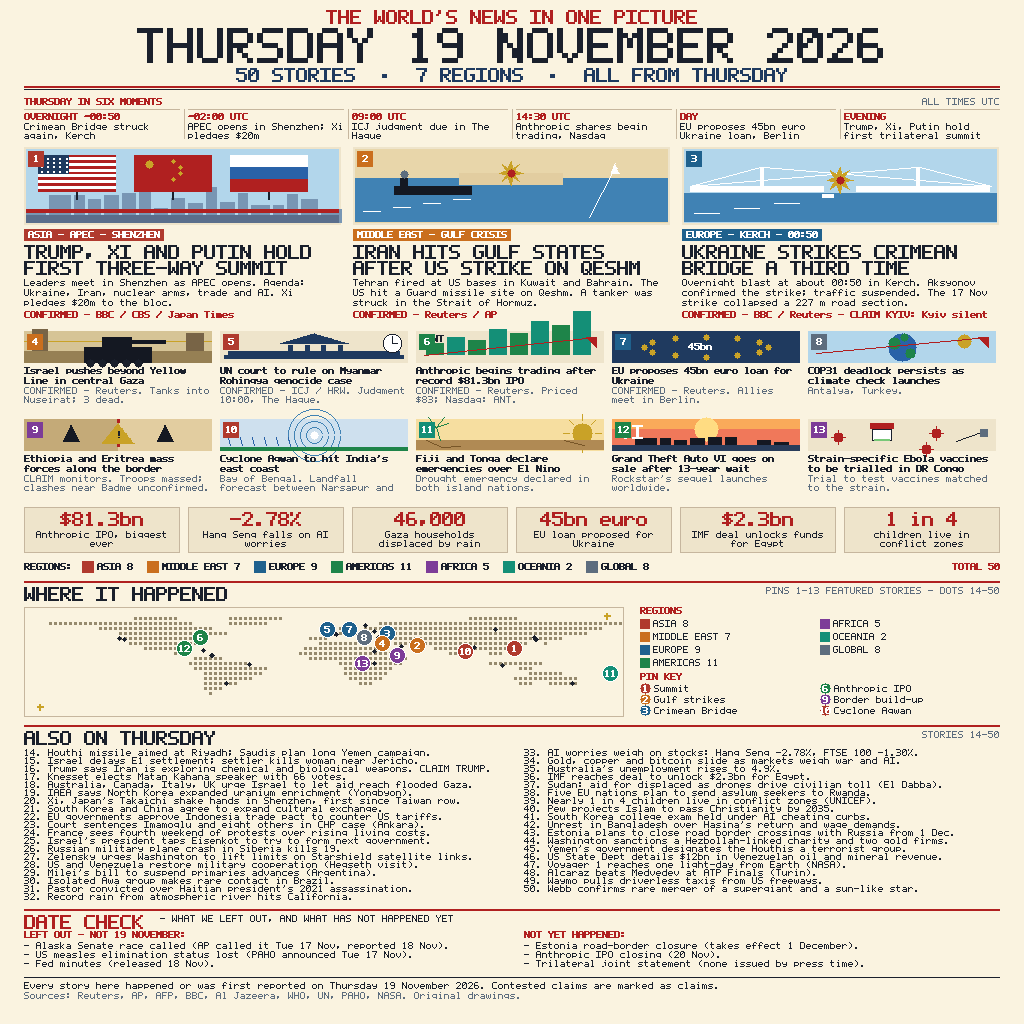 THE WORLD'S NEWS IN ONE PICTURE
THURSDAY 19 NOVEMBER 2026
50 STORIES · 7 REGIONS · ALL FROM THURSDAY
THURSDAY IN SIX MOMENTS
ALL TIMES UTC
OVERNIGHT ~00:50
Crimean Bridge struck
again, Kerch
~02:00 UTC
APEC opens in Shenzhen; Xi
pledges $20m
09:00 UTC
ICJ judgment due in The
Hague
14:30 UTC
Anthropic shares begin
trading, Nasdaq
DAY
EU proposes 45bn euro
Ukraine loan, Berlin
EVENING
Trump, Xi, Putin hold
first trilateral summit
1
2
3
ASIA – APEC – SHENZHEN
TRUMP, XI AND PUTIN HOLD
FIRST THREE-WAY SUMMIT
Leaders meet in Shenzhen as APEC opens. Agenda:
Ukraine, Iran, nuclear arms, trade and AI. Xi
pledges $20m to the bloc.
CONFIRMED – BBC / CBS / Japan Times
MIDDLE EAST – GULF CRISIS
IRAN HITS GULF STATES
AFTER US STRIKE ON QESHM
Tehran fired at US bases in Kuwait and Bahrain. The
US hit a Guard missile site on Qeshm. A tanker was
struck in the Strait of Hormuz.
CONFIRMED – Reuters / AP
EUROPE – KERCH – 00:50
UKRAINE STRIKES CRIMEAN
BRIDGE A THIRD TIME
Overnight blast at about 00:50 in Kerch. Aksyonov
confirmed the strike; traffic suspended. The 17 Nov
strike collapsed a 227 m road section.
CONFIRMED – BBC / Reuters – CLAIM KYIV: Kyiv silent
4
Israel pushes beyond Yellow
Line in central Gaza
CONFIRMED – Reuters. Tanks into
Nuseirat; 3 dead.
5
UN court to rule on Myanmar
Rohingya genocide case
CONFIRMED – ICJ / HRW. Judgment
10:00, The Hague.
6
Anthropic begins trading after
record $81.3bn IPO
CONFIRMED – Reuters. Priced
$83; Nasdaq: ANT.
7
45bn
EU proposes 45bn euro loan for
Ukraine
CONFIRMED – Reuters. Allies
meet in Berlin.
8
COP31 deadlock persists as
climate check launches
Antalya, Turkey.
9
!
Ethiopia and Eritrea mass
forces along the border
CLAIM monitors. Troops massed;
clashes near Badme unconfirmed.
10
Cyclone Agwan to hit India's
east coast
Bay of Bengal. Landfall
forecast between Narsapur and
11
Fiji and Tonga declare
emergencies over El Nino
Drought emergency declared in
both island nations.
12
Grand Theft Auto VI goes on
sale after 13-year wait
Rockstar's sequel launches
worldwide.
13
Strain-specific Ebola vaccines
to be trialled in DR Congo
Trial to test vaccines matched
to the strain.
$81.3bn
Anthropic IPO, biggest
ever
-2.78%
Hang Seng falls on AI
worries
46,000
Gaza households
displaced by rain
45bn euro
EU loan proposed for
Ukraine
$2.3bn
IMF deal unlocks funds
for Egypt
1 in 4
children live in
conflict zones
REGIONS: ASIA 8 MIDDLE EAST 7 EUROPE 9 AMERICAS 11 AFRICA 5 OCEANIA 2 GLOBAL 8 TOTAL 50
WHERE IT HAPPENED
PINS 1-13 FEATURED STORIES – DOTS 14-50
5 7 8 3 4 2 6 12 13 9 10 1 11
REGIONS
ASIA 8
MIDDLE EAST 7
EUROPE 9
AMERICAS 11
AFRICA 5
OCEANIA 2
GLOBAL 8
PIN KEY
1 Summit
2 Gulf strikes
3 Crimean Bridge
6 Anthropic IPO
9 Border build-up
Cyclone Agwan
ALSO ON THURSDAY
STORIES 14-50
14. Houthi missile aimed at Riyadh; Saudis plan long Yemen campaign.
15. Israel delays E1 settlement; settler kills woman near Jericho.
16. Trump says Iran is exploring chemical and biological weapons. CLAIM TRUMP.
17. Knesset elects Matan Kahana speaker with 66 votes.
18. Australia, Canada, Italy, UK urge Israel to let aid reach flooded Gaza.
19. IAEA says North Korea expanded uranium enrichment (Yongbyon).
20. Xi, Japan's Takaichi shake hands in Shenzhen, first since Taiwan row.
21. South Korea and China agree to expand cultural exchange.
22. EU governments approve Indonesia trade pact to counter US tariffs.
23. Court sentences Imamoglu and eight others in CHP case (Ankara).
24. France sees fourth weekend of protests over rising living costs.
25. Israel's president taps Eisenkot to try to form next government.
26. Russian military plane crash in Siberia kills 19.
27. Zelensky urges Washington to lift limits on Starshield satellite links.
28. US and Venezuela restore military cooperation (Hegseth visit).
29. Milei's bill to suspend primaries advances (Argentina).
30. Isolated Awa group makes rare contact in Brazil.
31. Pastor convicted over Haitian president's 2021 assassination.
32. Record rain from atmospheric river hits California.
33. AI worries weigh on stocks: Hang Seng -2.78%, FTSE 100 -1.30%.
34. Gold, copper and bitcoin slide as markets weigh war and AI.
35. Australia's unemployment rises to 4.9%.
36. IMF reaches deal to unlock $2.3bn for Egypt.
37. Sudan: aid for displaced as drones drive civilian toll (El Dabba).
38. Five EU nations plan to send asylum seekers to Rwanda.
39. Nearly 1 in 4 children live in conflict zones (UNICEF).
40. Pew projects Islam to pass Christianity by 2035.
41. South Korea college exam held under AI cheating curbs.
42. Unrest in Bangladesh over Hasina's return and wage demands.
43. Estonia plans to close road border crossings with Russia from 1 Dec.
44. Washington sanctions a Hezbollah-linked charity and two gold firms.
45. Yemen's government designates the Houthis a terrorist group.
46. US State Dept details $12bn in Venezuelan oil and mineral revenue.
47. Voyager 1 reaches one light-day from Earth (NASA).
48. Alcaraz beats Medvedev at ATP Finals (Turin).
49. Waymo pulls driverless taxis from US freeways.
50. Webb confirms rare merger of a supergiant and a sun-like star.
DATE CHECK – WHAT WE LEFT OUT, AND WHAT HAS NOT HAPPENED YET
LEFT OUT – NOT 19 NOVEMBER:
– Alaska Senate race called (AP called it Tue 17 Nov, reported 18 Nov).
– US measles elimination status lost (PAHO announced Tue 17 Nov).
– Fed minutes (released 18 Nov).
NOT YET HAPPENED:
– Estonia road-border closure (takes effect 1 December).
– Anthropic IPO closing (20 Nov).
– Trilateral joint statement (none issued by press time).
Every story here happened or was first reported on Thursday 19 November 2026. Contested claims are marked as claims.
Sources: Reuters, AP, AFP, BBC, Al Jazeera, WHO, UN, PAHO, NASA. Original drawings.